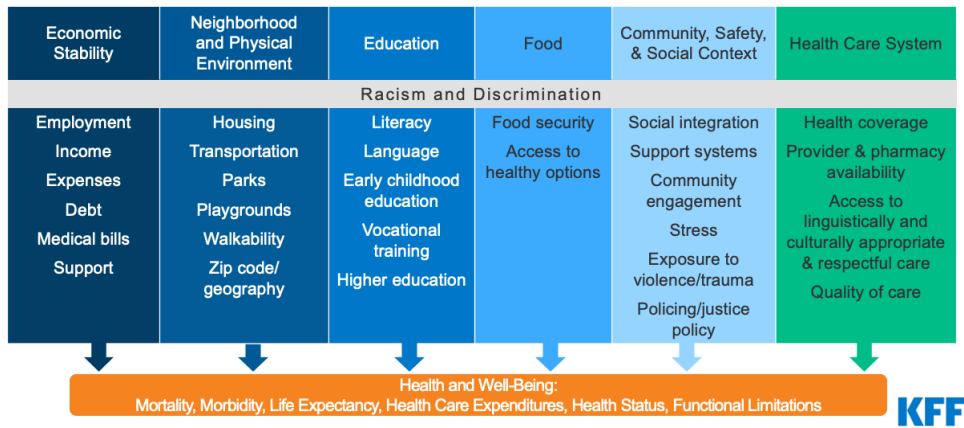 Economic
Stability
Neighborhood
and Physical
Environment
Education
Food
Community, Safety,
& Social Context
Health Care System
Racism and Discrimination
Employment
Income
Expenses
Debt
Medical bills
Support
Housing
Transportation
Parks
Playgrounds
Walkability
Zip code/
geography
Literacy
Language
Early childhood
education
Vocational
training
Higher education
Food security
Access to
healthy options
Social integration
Support systems
Community
engagement
Stress
Exposure to
violence/trauma
Policing/justice
policy
Health coverage
Provider & pharmacy
availability
Access to
linguistically and
culturally appropriate
& respectful care
Quality of care
Health and Well-Being:
Mortality, Morbidity, Life Expectancy, Health Care Expenditures, Health Status, Functional Limitations
KFF